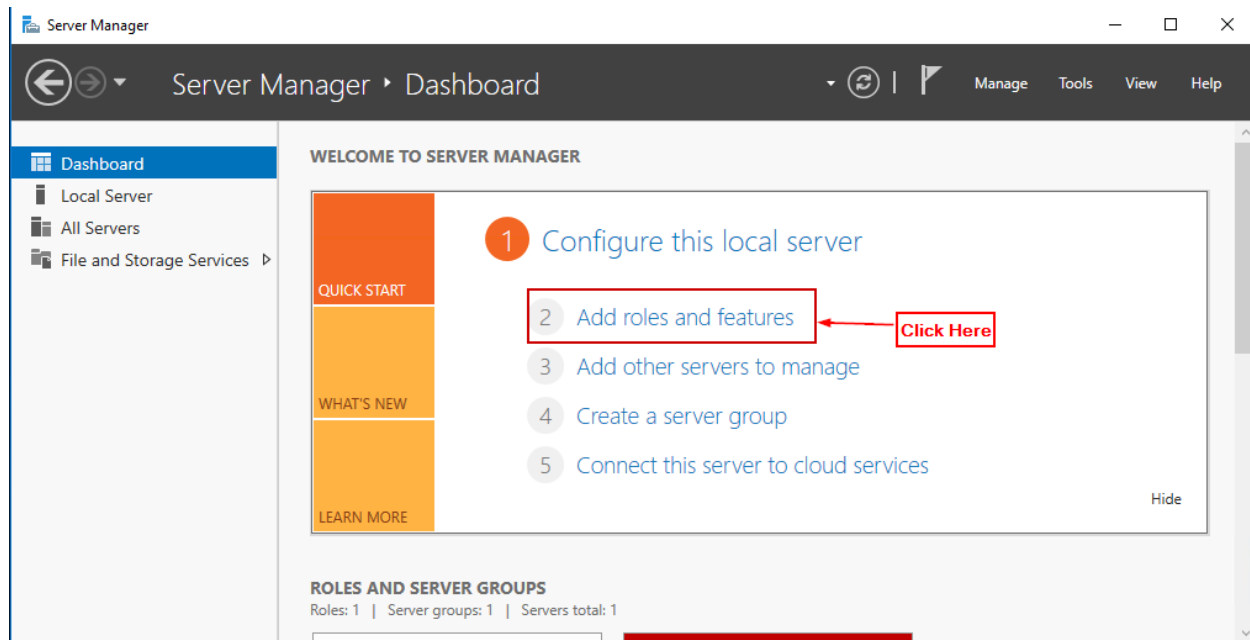 Server Manager
Server Manager ‣ Dashboard
Manage Tools View Help
Dashboard
Local Server
All Servers
File and Storage Services
WELCOME TO SERVER MANAGER
QUICK START
WHAT'S NEW
LEARN MORE
1 Configure this local server
2 Add roles and features
Click Here
3 Add other servers to manage
4 Create a server group
5 Connect this server to cloud services
Hide
ROLES AND SERVER GROUPS
Roles: 1 | Server groups: 1 | Servers total: 1